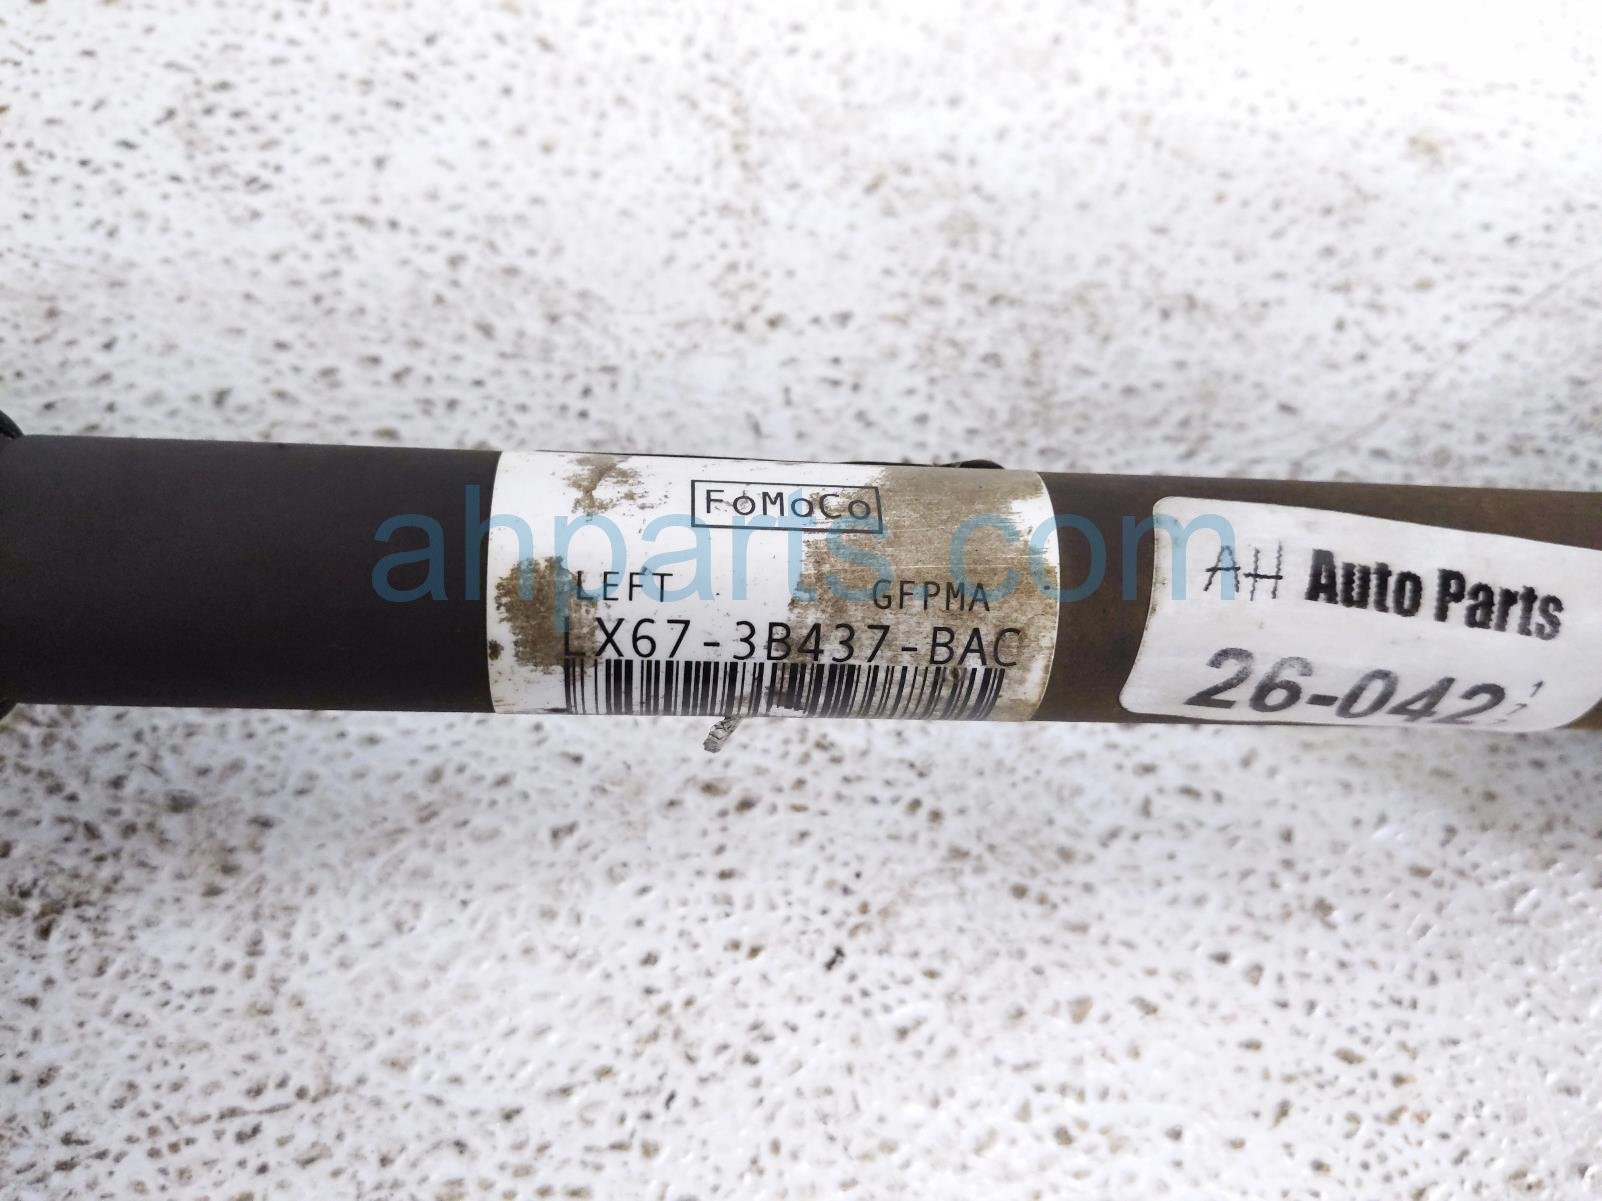 FoMoCo
LEFT GFPMA
LX67-3B437-BAC
AH Auto Parts
26-042
ahparts.com